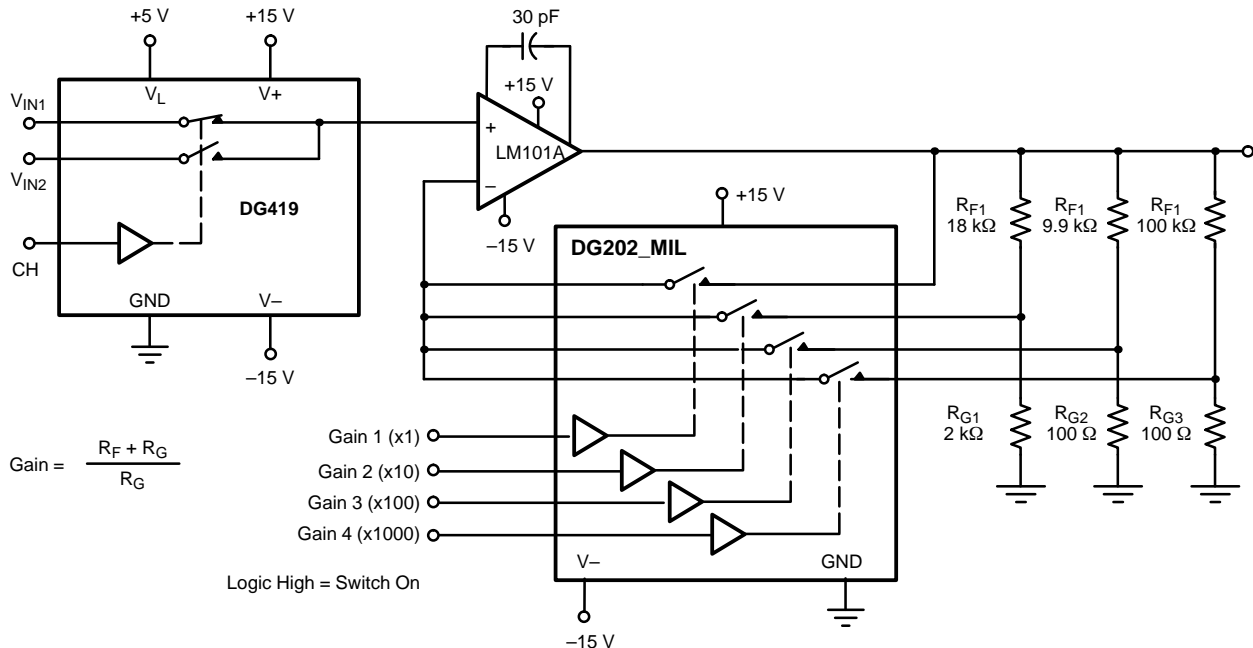 30 pF
+5 V
+15 V
V_L
V+
V_IN1
V_IN2
DG419
CH
GND
V–
–15 V
+15 V
+
LM101A
–
–15 V
+15 V
DG202_MIL
R_F1
18 kΩ
R_F1
9.9 kΩ
R_F1
100 kΩ
R_G1
2 kΩ
R_G2
100 Ω
R_G3
100 Ω
Gain = R_F + R_G
R_G
Gain 1 (x1)
Gain 2 (x10)
Gain 3 (x100)
Gain 4 (x1000)
Logic High = Switch On
V–
GND
–15 V